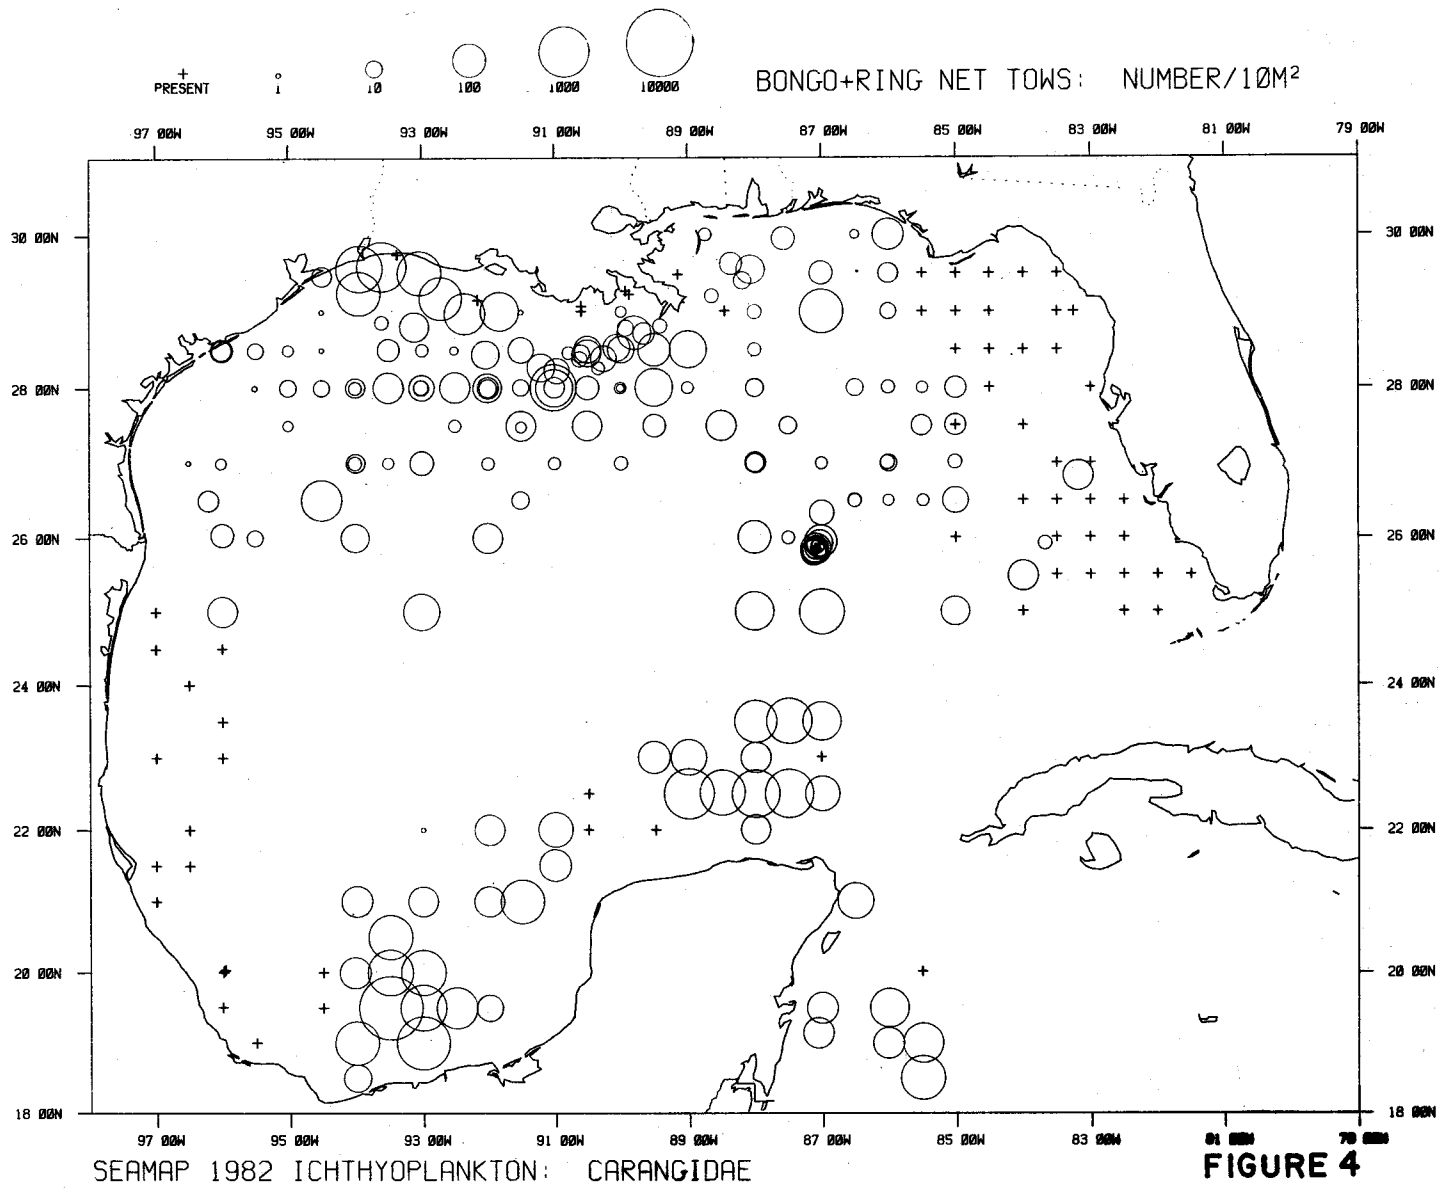 PRESENT 1 10 100 1000 10000
BONGO+RING NET TOWS: NUMBER/10M²
97 00W 95 00W 93 00W 91 00W 89 00W 87 00W 85 00W 83 00W 81 00W 79 00W
30 00N 30 00N
28 00N 28 00N
26 00N 26 00N
24 00N 24 00N
22 00N 22 00N
20 00N 20 00N
18 00N 18 00N
97 00W 95 00W 93 00W 91 00W 89 00W 87 00W 85 00W 83 00W
SEAMAP 1982 ICHTHYOPLANKTON: CARANGIDAE
FIGURE 4